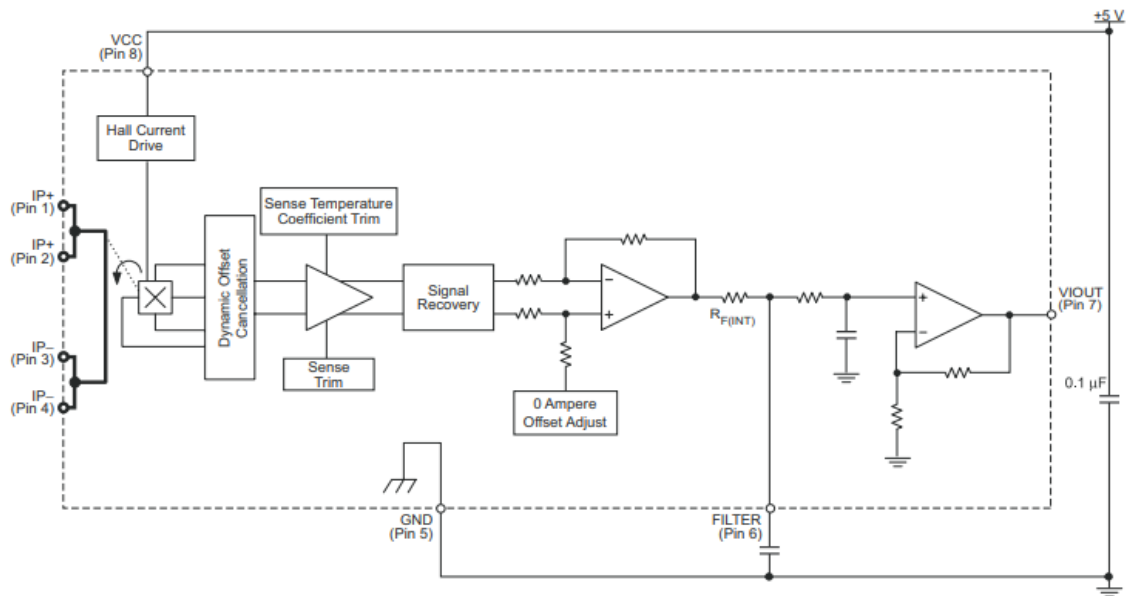 +5 V
VCC
(Pin 8)
Hall Current
Drive
IP+
(Pin 1)
IP+
(Pin 2)
IP–
(Pin 3)
IP–
(Pin 4)
Dynamic Offset
Cancellation
Sense Temperature
Coefficient Trim
Sense
Trim
Signal
Recovery
0 Ampere
Offset Adjust
−
+
RF(INT)
+
−
VIOUT
(Pin 7)
0.1 µF
GND
(Pin 5)
FILTER
(Pin 6)